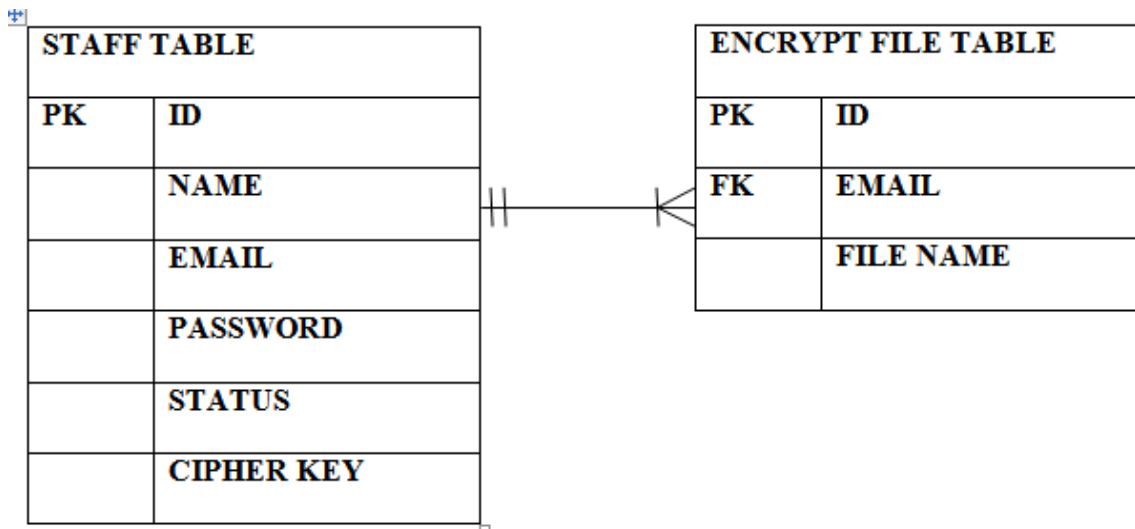 STAFF TABLE
PK ID
NAME
EMAIL
PASSWORD
STATUS
CIPHER KEY
ENCRYPT FILE TABLE
PK ID
FK EMAIL
FILE NAME